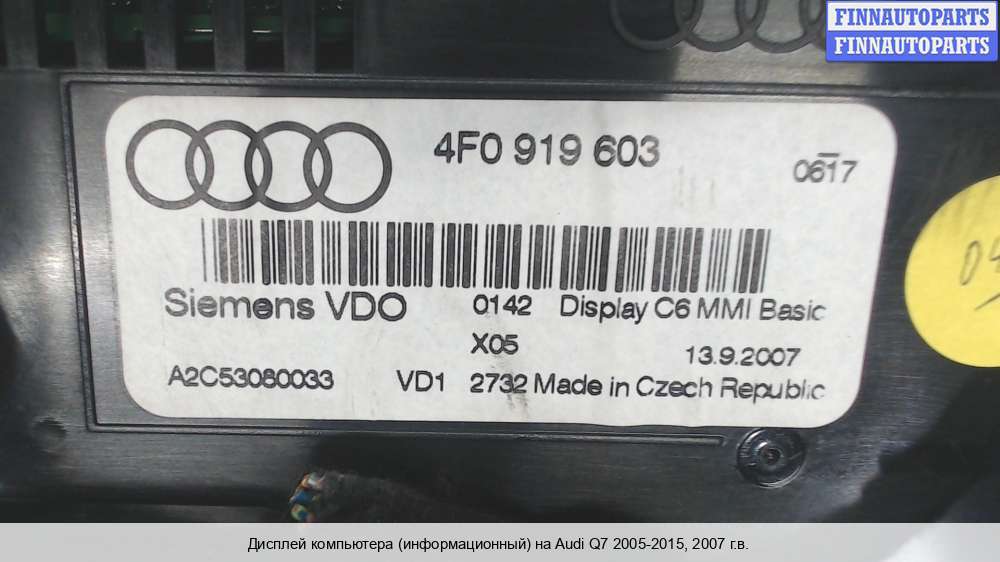 FINNAUTOPARTS
FINNAUTOPARTS
4F0 919 603
0617
Siemens VDO 0142 Display C6 MMI Basic
X05 13.9.2007
A2C53080033 VD1 2732 Made in Czech Republic
Дисплей компьютера (информационный) на Audi Q7 2005-2015, 2007 г.в.